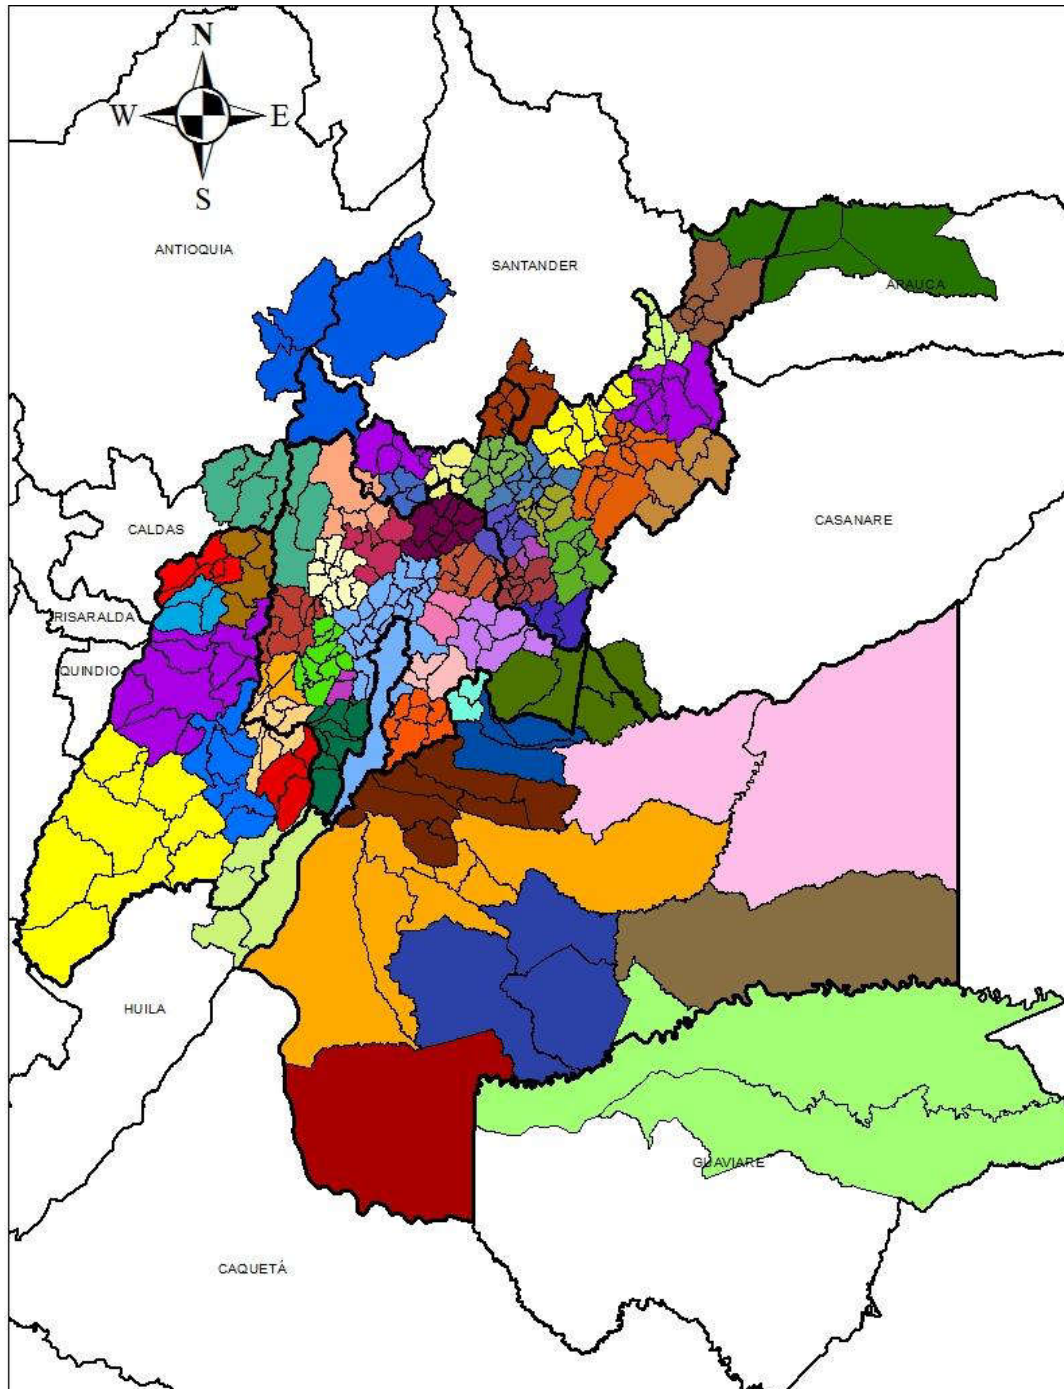 N
W E
S
ANTIOQUIA
SANTANDER
ARAUCA
CALDAS
CASANARE
RISARALDA
QUINDIO
HUILA
GUAVIARE
CAQUETÁ